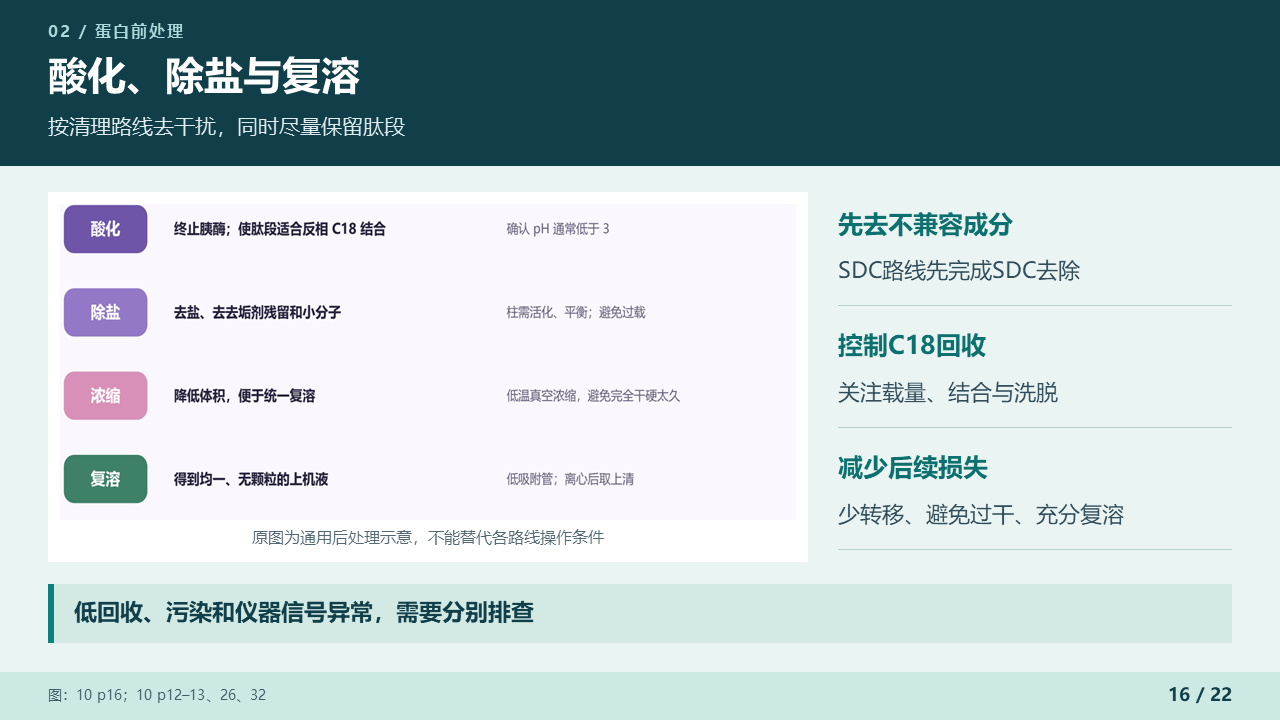 02 / 蛋白前处理
酸化、除盐与复溶
按清理路线去干扰，同时尽量保留肽段
酸化
终止胰酶；使肽段适合反相 C18 结合
确认 pH 通常低于 3
除盐
去盐、去去垢剂残留和小分子
柱需活化、平衡；避免过载
浓缩
降低体积，便于统一复溶
低温真空浓缩，避免完全干硬太久
复溶
得到均一、无颗粒的上机液
低吸附管；离心后取上清
原图为通用后处理示意，不能替代各路线操作条件
先去不兼容成分
SDC路线先完成SDC去除
控制C18回收
关注载量、结合与洗脱
减少后续损失
少转移、避免过干、充分复溶
低回收、污染和仪器信号异常，需要分别排查
图：10 p16；10 p12–13、26、32
16 / 22